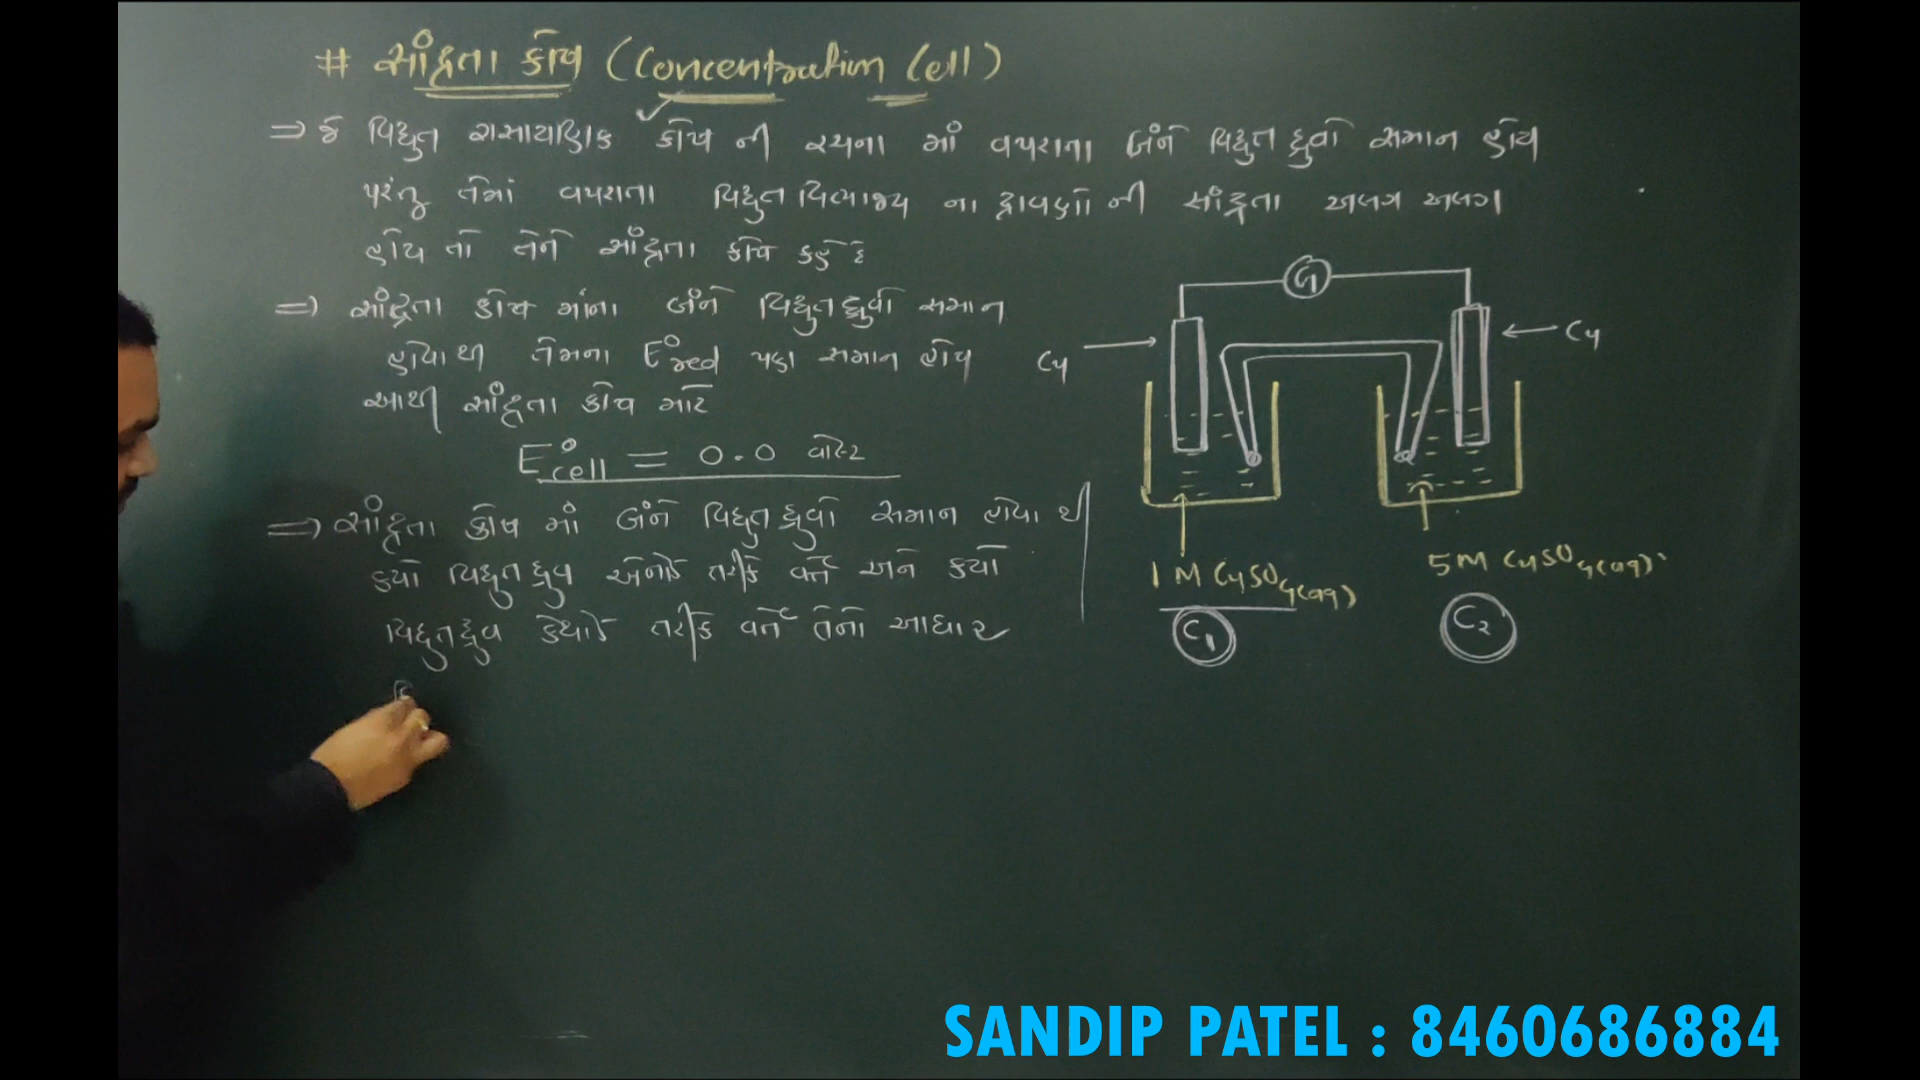 # સાંદ્રતા કોષ (Concentration Cell)
⇒ જે વિદ્યુત રાસાયણિક કોષ ની રચના માં વપરાતા બંને વિદ્યુત ધ્રુવો સમાન હોય
પરંતુ તેમાં વપરાતા વિદ્યુત વિભાજ્ય ના દ્રાવણો ની સાંદ્રતા અલગ અલગ
હોય તો તેને સાંદ્રતા કોષ કહે છે
⇒ સાંદ્રતા કોષ માંના બંને વિદ્યુત ધ્રુવો સમાન
હોવાથી તેમના E°red પણ સમાન હોય
આથી સાંદ્રતા કોષ માટે
E°cell = 0.0 વોલ્ટ
⇒ સાંદ્રતા કોષ માં બંને વિદ્યુત ધ્રુવો સમાન હોવા થી
કયો વિદ્યુત ધ્રુવ એનોડ તરીકે વર્તે અને કયો
વિદ્યુત ધ્રુવ કેથોડ તરીકે વર્તે તેનો આધાર
G
Cu
Cu
1 M CuSO4(aq)
C1
5M CuSO4(aq)
C2
SANDIP PATEL : 8460686884